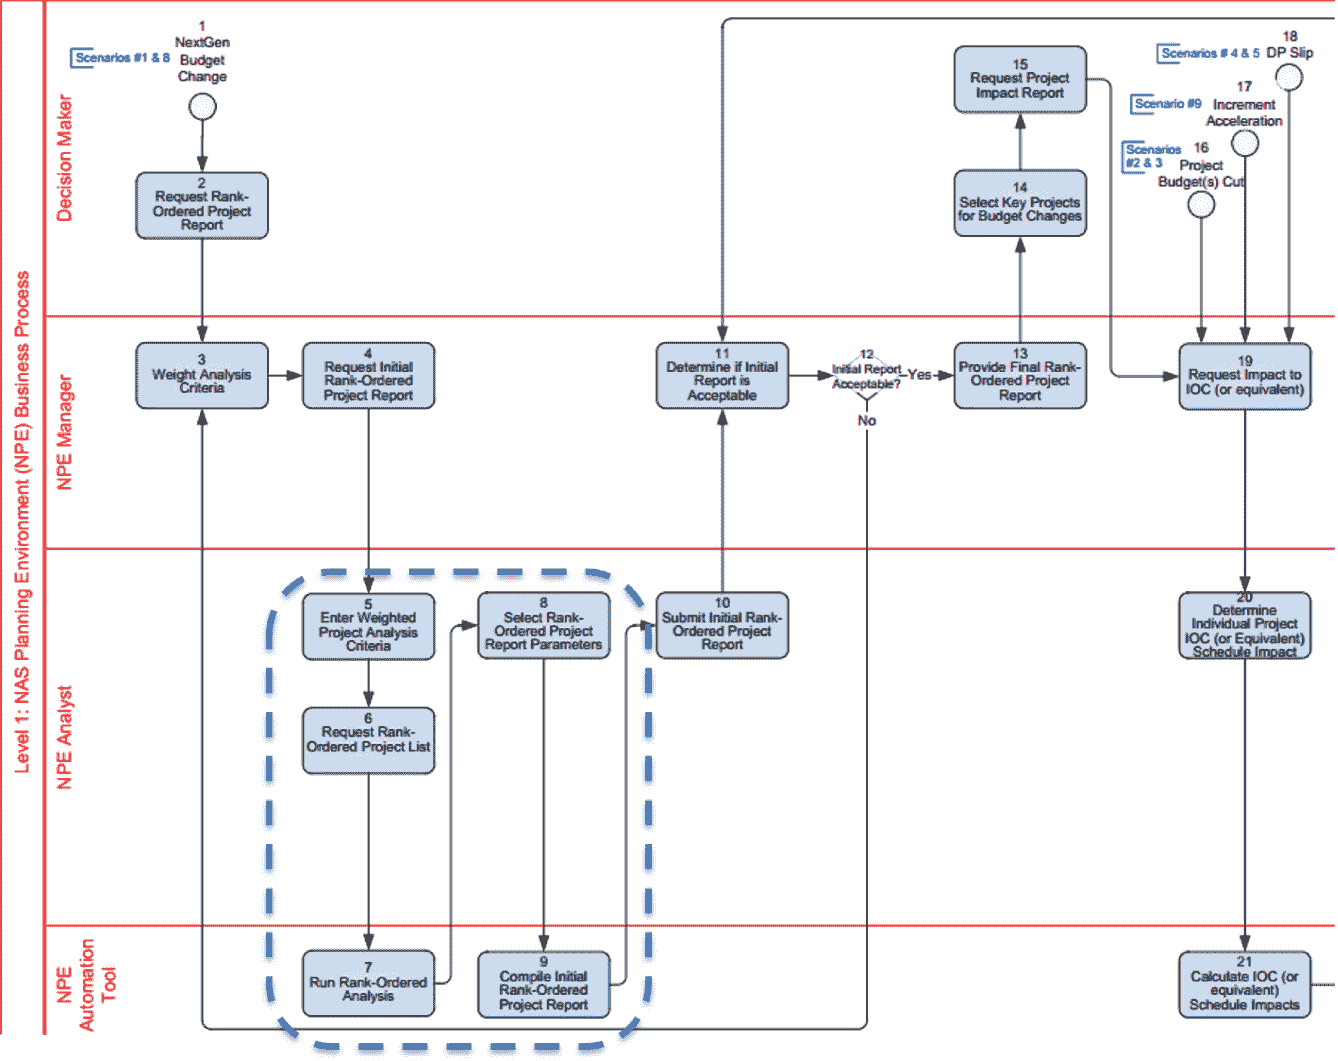 Level 1: NAS Planning Environment (NPE) Business Process
Decision Maker
Scenarios #1 & 8
1
NextGen
Budget
Change
2
Request Rank-
Ordered Project
Report
15
Request Project
Impact Report
14
Select Key Projects
for Budget Changes
Scenarios # 4 & 5
18
DP Slip
Scenario #9
17
Increment
Acceleration
Scenarios
#2 & 3
16
Project
Budget(s) Cut
NPE Manager
3
Weight Analysis
Criteria
4
Request Initial
Rank-Ordered
Project Report
11
Determine if Initial
Report is
Acceptable
12
Initial Report
Acceptable?
Yes
No
13
Provide Final Rank-
Ordered Project
Report
19
Request Impact to
IOC (or equivalent)
NPE Analyst
5
Enter Weighted
Project Analysis
Criteria
6
Request Rank-
Ordered Project List
8
Select Rank-
Ordered Project
Report Parameters
10
Submit Initial Rank-
Ordered Project
Report
20
Determine
Individual Project
IOC (or Equivalent)
Schedule Impact
NPE
Automation
Tool
7
Run Rank-Ordered
Analysis
9
Compile Initial
Rank-Ordered
Project Report
21
Calculate IOC (or
equivalent)
Schedule Impacts